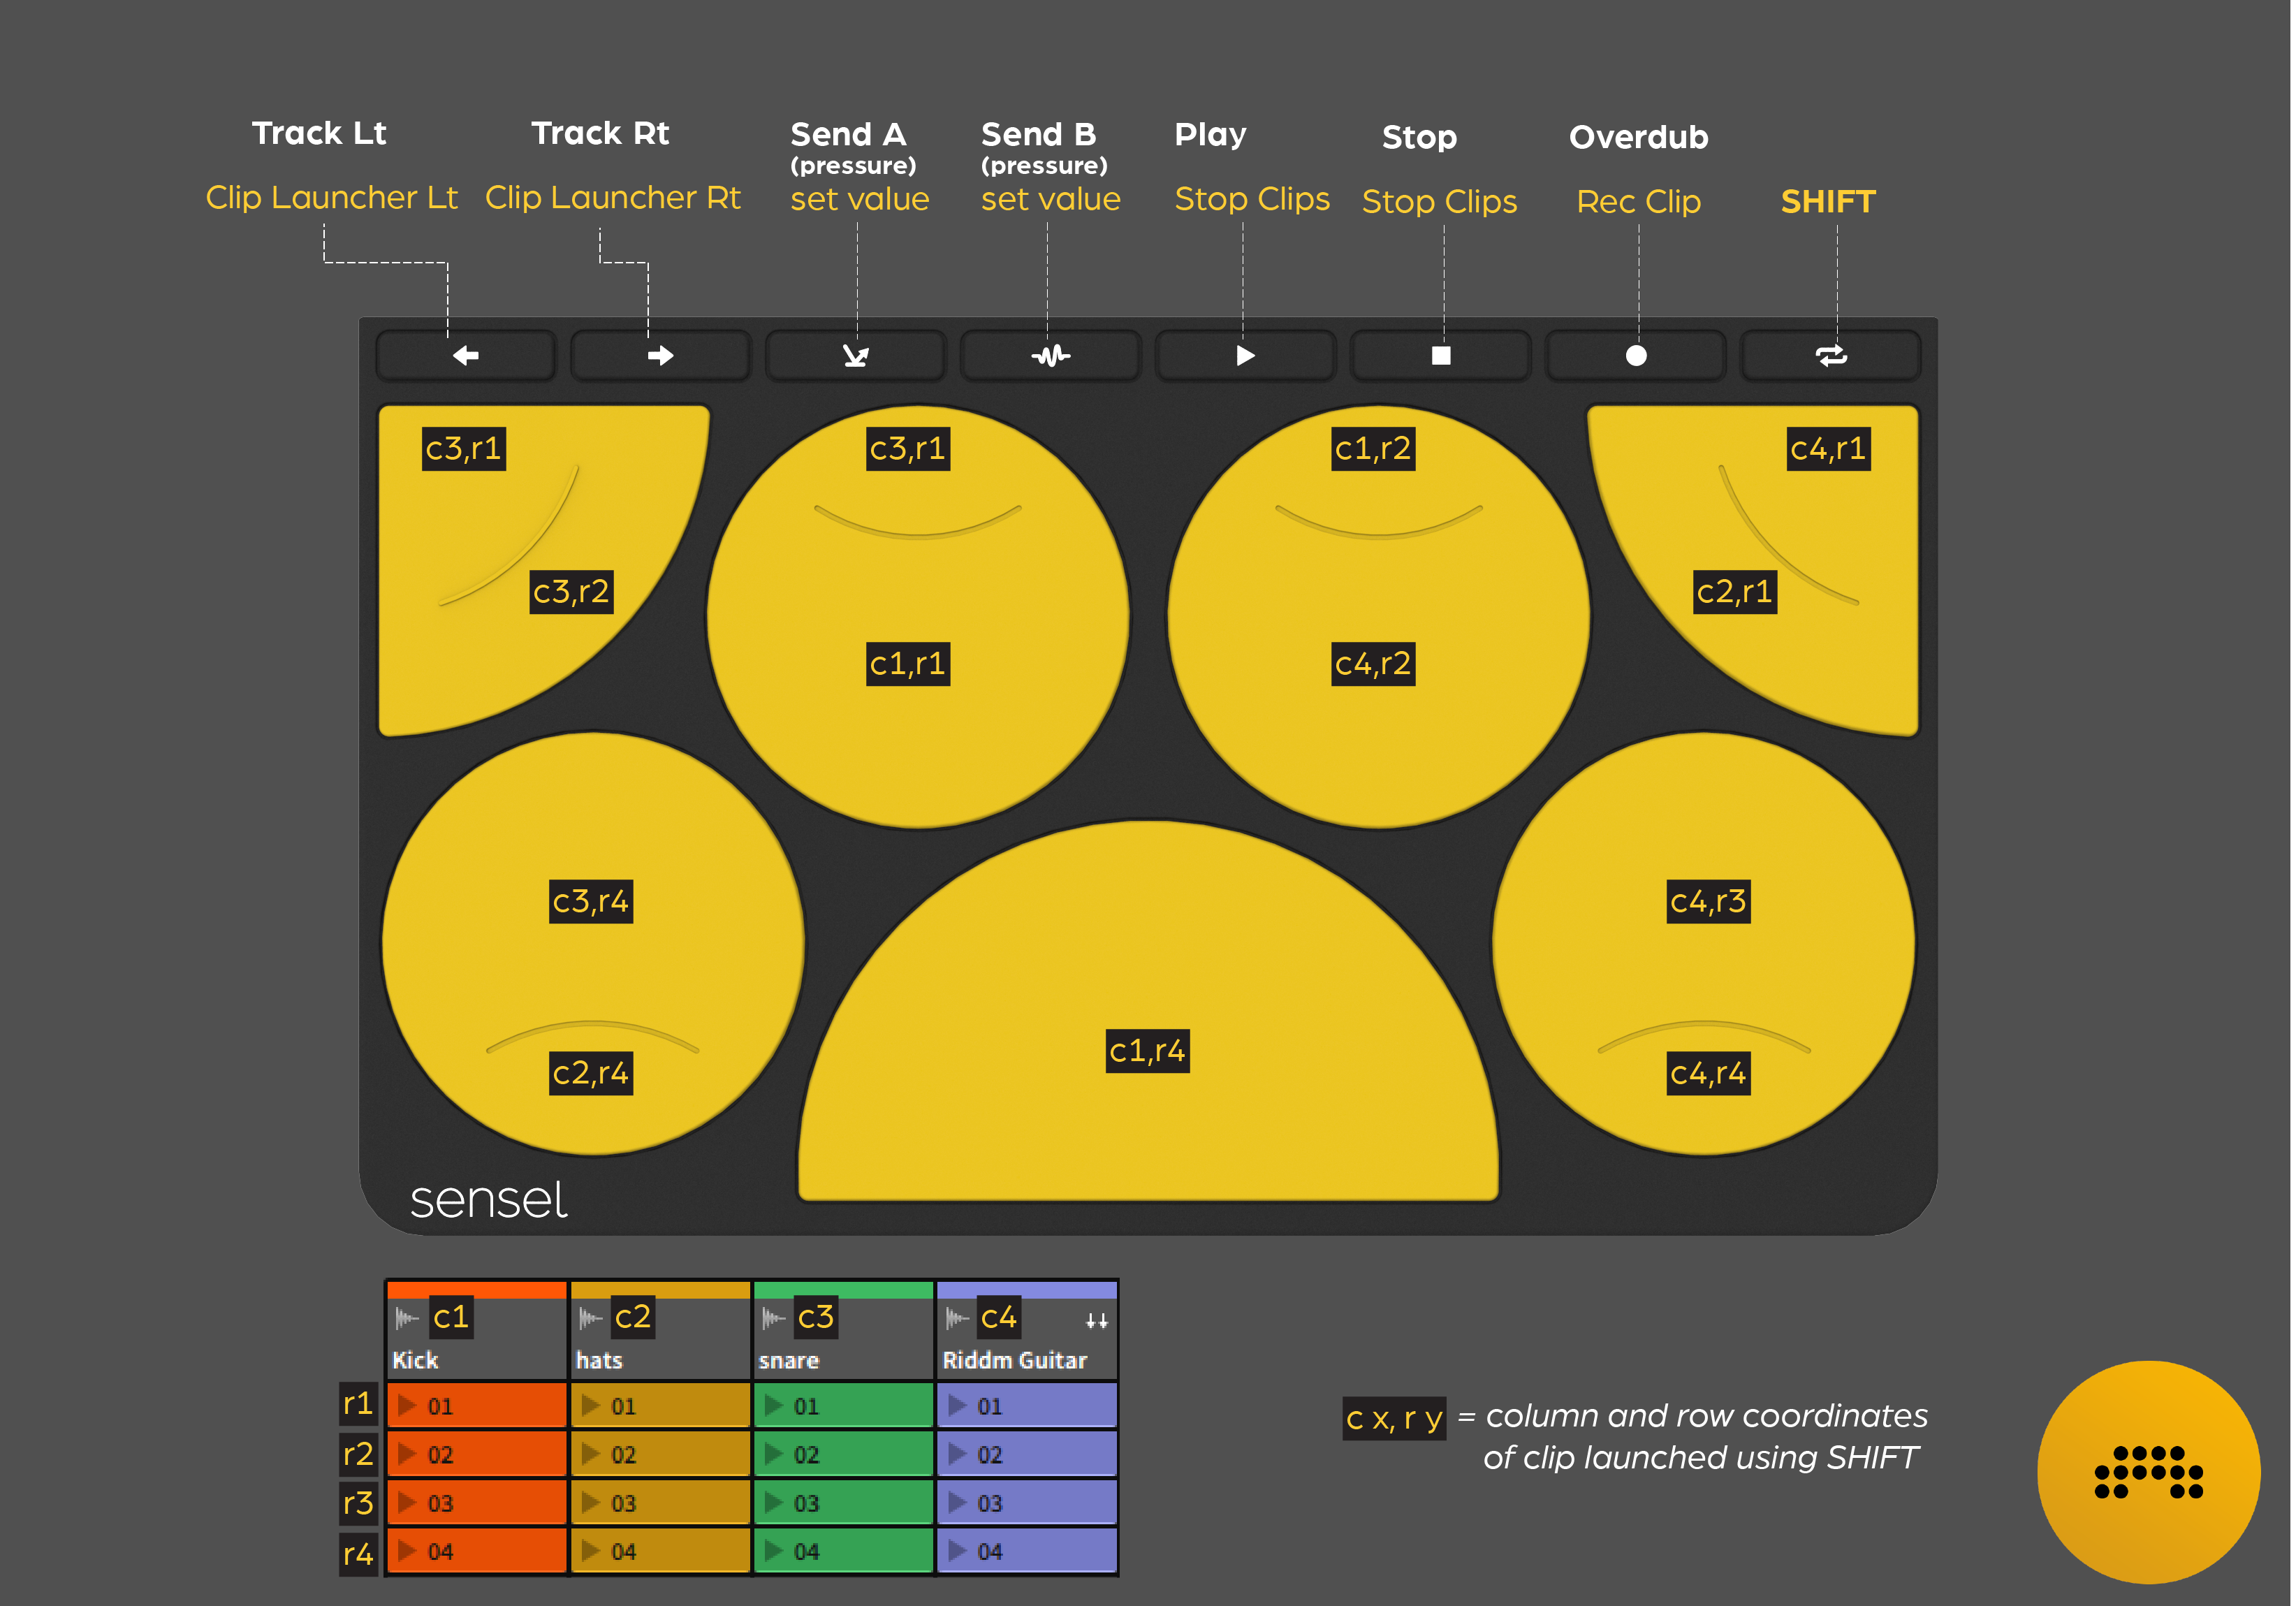 Track Lt
Track Rt
Send A
Send B
Play
Stop
Overdub
(pressure)
(pressure)
Clip Launcher Lt
Clip Launcher Rt
set value
set value
Stop Clips
Stop Clips
Rec Clip
SHIFT
c3,r1
c3,r1
c1,r2
c4,r1
c3,r2
c2,r1
c1,r1
c4,r2
c3,r4
c4,r3
c1,r4
c2,r4
c4,r4
sensel
c1
c2
c3
c4
Kick
hats
snare
Riddm Guitar
r1
01
01
01
01
r2
02
02
02
02
r3
03
03
03
03
r4
04
04
04
04
c x, r y = column and row coordinates
of clip launched using SHIFT